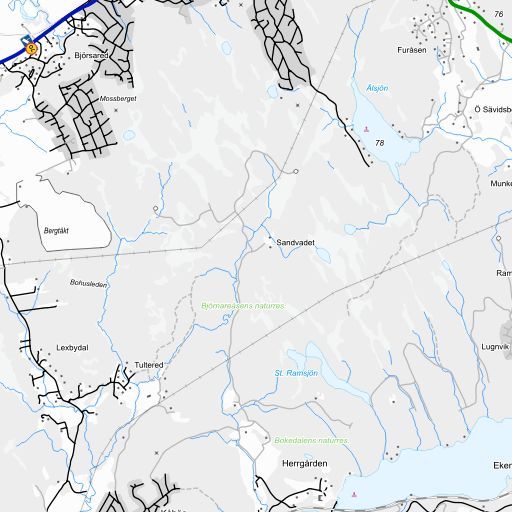 76
Furåsen
Björsared
Älsjön
Mossberget
Ö Sävidsb
78
Munke
Bergtäkt
Sandvadet
Ram
Bohusleden
Björnareåsens naturres.
Lexbydal
Lugnvik
Tultered
St. Ramsjön
Bokedalens naturres.
Herrgården
Eken